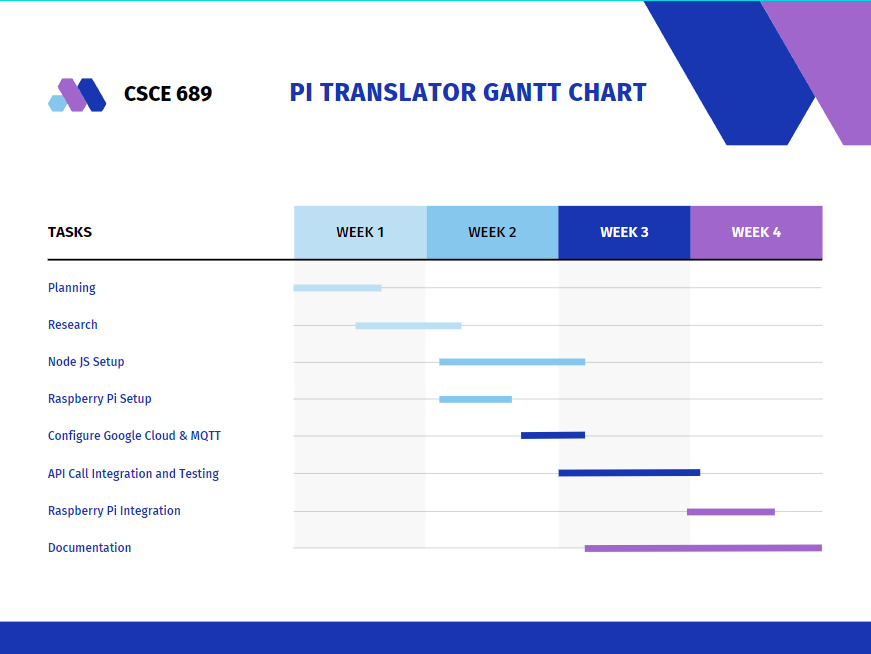 CSCE 689
PI TRANSLATOR GANTT CHART
TASKS WEEK 1 WEEK 2 WEEK 3 WEEK 4
Planning
Research
Node JS Setup
Raspberry Pi Setup
Configure Google Cloud & MQTT
API Call Integration and Testing
Raspberry Pi Integration
Documentation